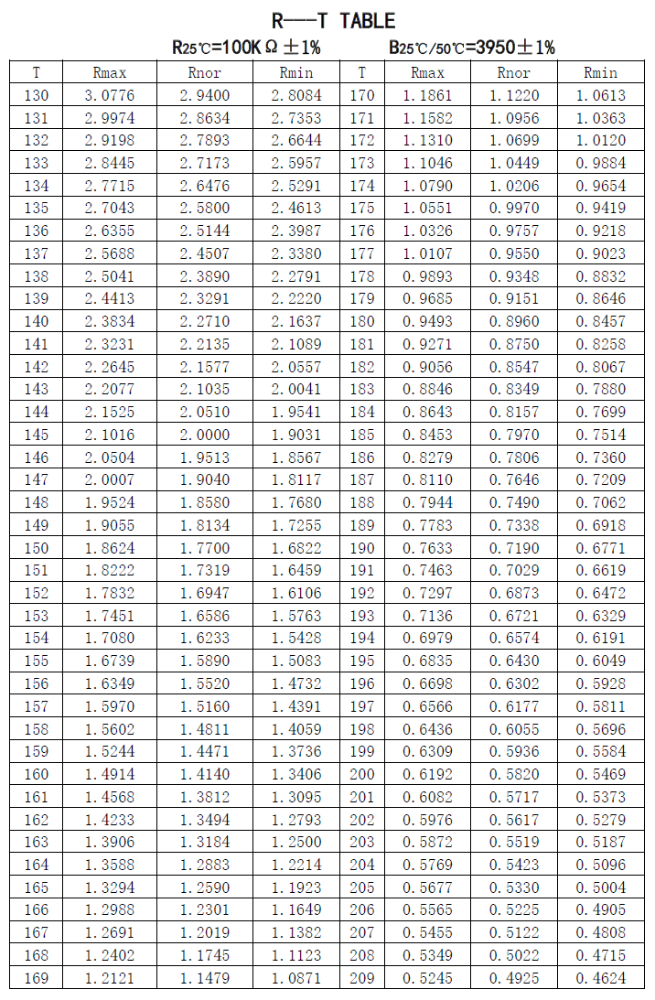 R---T TABLE
R25℃=100KΩ±1% B25℃/50℃=3950±1%
T Rmax Rnor Rmin T Rmax Rnor Rmin
130 3.0776 2.9400 2.8084 170 1.1861 1.1220 1.0613
131 2.9974 2.8634 2.7353 171 1.1582 1.0956 1.0363
132 2.9198 2.7893 2.6644 172 1.1310 1.0699 1.0120
133 2.8445 2.7173 2.5957 173 1.1046 1.0449 0.9884
134 2.7715 2.6476 2.5291 174 1.0790 1.0206 0.9654
135 2.7043 2.5800 2.4613 175 1.0551 0.9970 0.9419
136 2.6355 2.5144 2.3987 176 1.0326 0.9757 0.9218
137 2.5688 2.4507 2.3380 177 1.0107 0.9550 0.9023
138 2.5041 2.3890 2.2791 178 0.9893 0.9348 0.8832
139 2.4413 2.3291 2.2220 179 0.9685 0.9151 0.8646
140 2.3834 2.2710 2.1637 180 0.9493 0.8960 0.8457
141 2.3231 2.2135 2.1089 181 0.9271 0.8750 0.8258
142 2.2645 2.1577 2.0557 182 0.9056 0.8547 0.8067
143 2.2077 2.1035 2.0041 183 0.8846 0.8349 0.7880
144 2.1525 2.0510 1.9541 184 0.8643 0.8157 0.7699
145 2.1016 2.0000 1.9031 185 0.8453 0.7970 0.7514
146 2.0504 1.9513 1.8567 186 0.8279 0.7806 0.7360
147 2.0007 1.9040 1.8117 187 0.8110 0.7646 0.7209
148 1.9524 1.8580 1.7680 188 0.7944 0.7490 0.7062
149 1.9055 1.8134 1.7255 189 0.7783 0.7338 0.6918
150 1.8624 1.7700 1.6822 190 0.7633 0.7190 0.6771
151 1.8222 1.7319 1.6459 191 0.7463 0.7029 0.6619
152 1.7832 1.6947 1.6106 192 0.7297 0.6873 0.6472
153 1.7451 1.6586 1.5763 193 0.7136 0.6721 0.6329
154 1.7080 1.6233 1.5428 194 0.6979 0.6574 0.6191
155 1.6739 1.5890 1.5083 195 0.6835 0.6430 0.6049
156 1.6349 1.5520 1.4732 196 0.6698 0.6302 0.5928
157 1.5970 1.5160 1.4391 197 0.6566 0.6177 0.5811
158 1.5602 1.4811 1.4059 198 0.6436 0.6055 0.5696
159 1.5244 1.4471 1.3736 199 0.6309 0.5936 0.5584
160 1.4914 1.4140 1.3406 200 0.6192 0.5820 0.5469
161 1.4568 1.3812 1.3095 201 0.6082 0.5717 0.5373
162 1.4233 1.3494 1.2793 202 0.5976 0.5617 0.5279
163 1.3906 1.3184 1.2500 203 0.5872 0.5519 0.5187
164 1.3588 1.2883 1.2214 204 0.5769 0.5423 0.5096
165 1.3294 1.2590 1.1923 205 0.5677 0.5330 0.5004
166 1.2988 1.2301 1.1649 206 0.5565 0.5225 0.4905
167 1.2691 1.2019 1.1382 207 0.5455 0.5122 0.4808
168 1.2402 1.1745 1.1123 208 0.5349 0.5022 0.4715
169 1.2121 1.1479 1.0871 209 0.5245 0.4925 0.4624